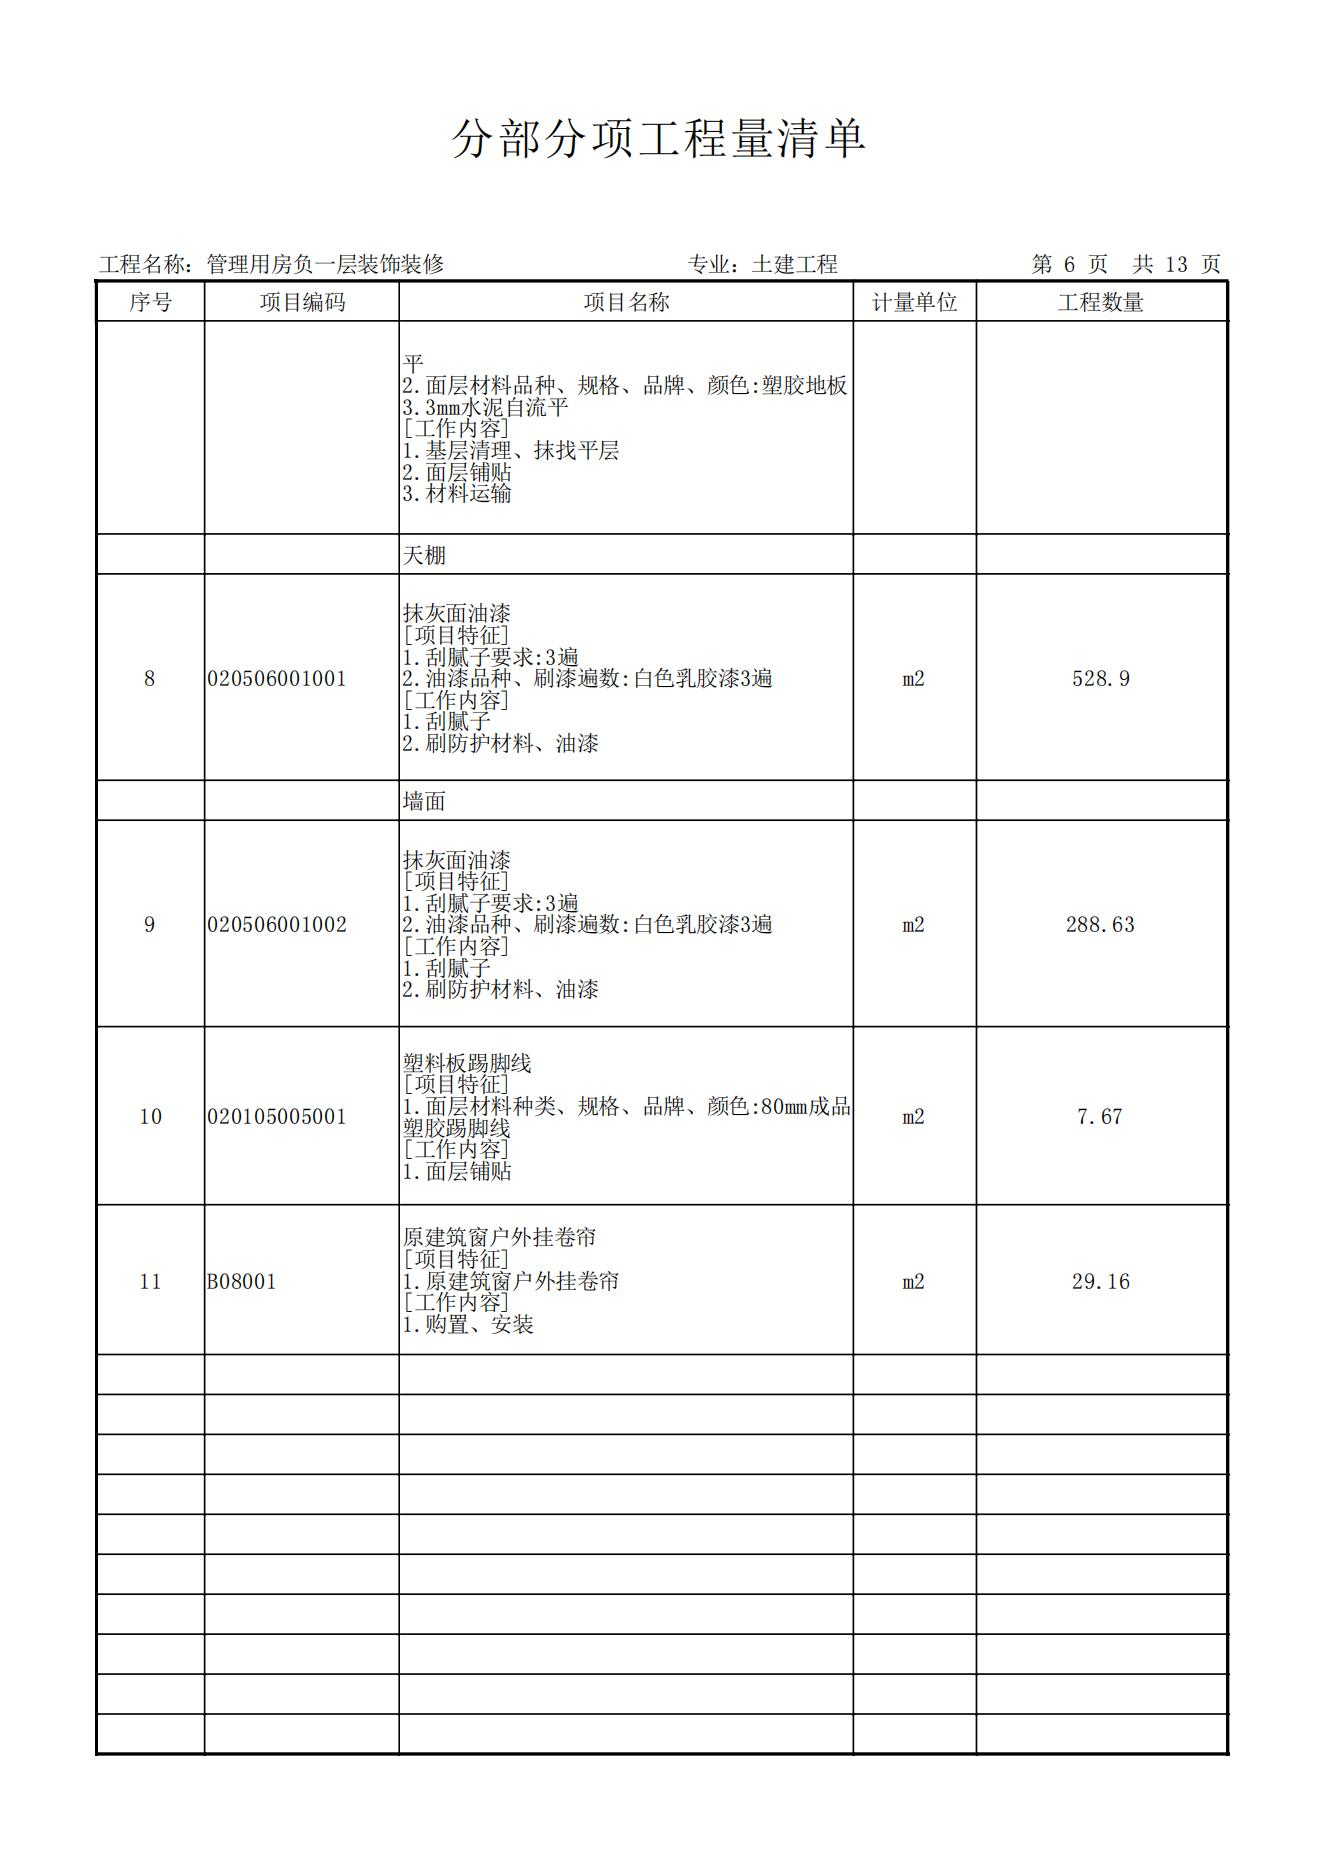 分部分项工程量清单
工程名称：管理用房负一层装饰装修 专业：土建工程 第 6 页 共 13 页
序号 项目编码 项目名称 计量单位 工程数量
平
2.面层材料品种、规格、品牌、颜色:塑胶地板
3.3mm水泥自流平
[工作内容]
1.基层清理、抹找平层
2.面层铺贴
3.材料运输
天棚
抹灰面油漆
[项目特征]
1.刮腻子要求:3遍
8 020506001001 2.油漆品种、刷漆遍数:白色乳胶漆3遍 m2 528.9
[工作内容]
1.刮腻子
2.刷防护材料、油漆
墙面
抹灰面油漆
[项目特征]
1.刮腻子要求:3遍
9 020506001002 2.油漆品种、刷漆遍数:白色乳胶漆3遍 m2 288.63
[工作内容]
1.刮腻子
2.刷防护材料、油漆
塑料板踢脚线
[项目特征]
1.面层材料种类、规格、品牌、颜色:80mm成品
10 020105005001 塑胶踢脚线 m2 7.67
[工作内容]
1.面层铺贴
原建筑窗户外挂卷帘
[项目特征]
11 B08001 1.原建筑窗户外挂卷帘 m2 29.16
[工作内容]
1.购置、安装